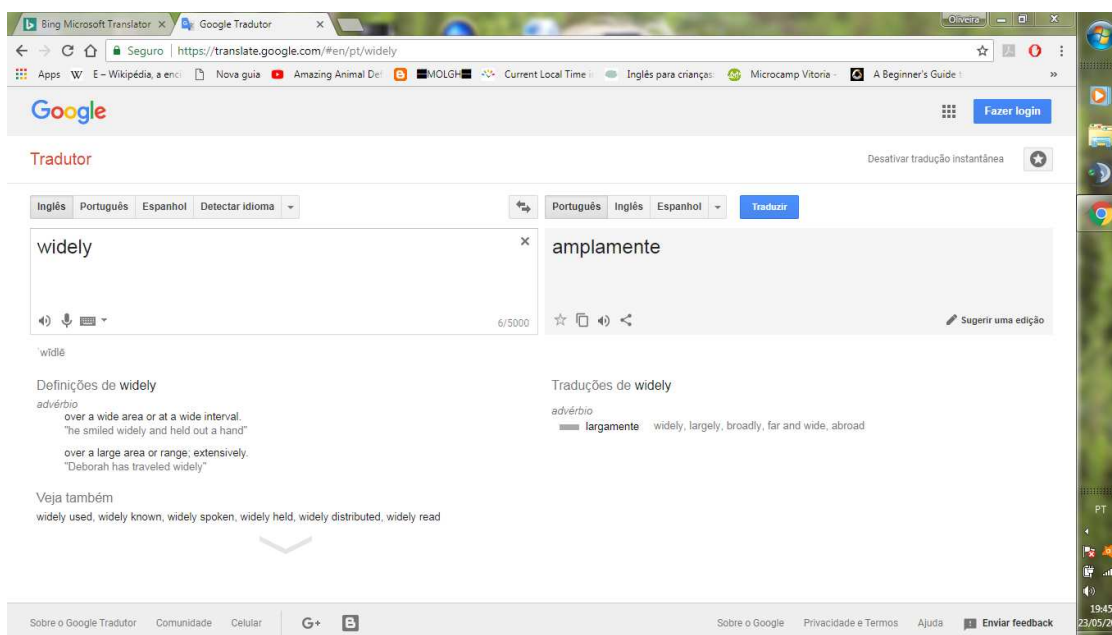 Bing Microsoft Translator
Google Tradutor
Oliveira
Seguro | https://translate.google.com/#en/pt/widely
Apps
W E – Wikipédia, a enci
Nova guia
Amazing Animal Def
MOLGH
Current Local Time i
Inglês para crianças
Microcamp Vitoria -
A Beginner's Guide
»
Google
Fazer login
Tradutor
Desativar tradução instantânea
Inglês Português Espanhol Detectar idioma
Português Inglês Espanhol
Traduzir
widely
amplamente
6/5000
Sugerir uma edição
ˈwīdlē
Definições de widely
advérbio
over a wide area or at a wide interval.
"he smiled widely and held out a hand"
over a large area or range; extensively.
"Deborah has traveled widely"
Veja também
widely used, widely known, widely spoken, widely held, widely distributed, widely read
Traduções de widely
advérbio
largamente widely, largely, broadly, far and wide, abroad
Sobre o Google Tradutor Comunidade Celular G+ B
Sobre o Google Privacidade e Termos Ajuda Enviar feedback
PT
19:45
23/05/2